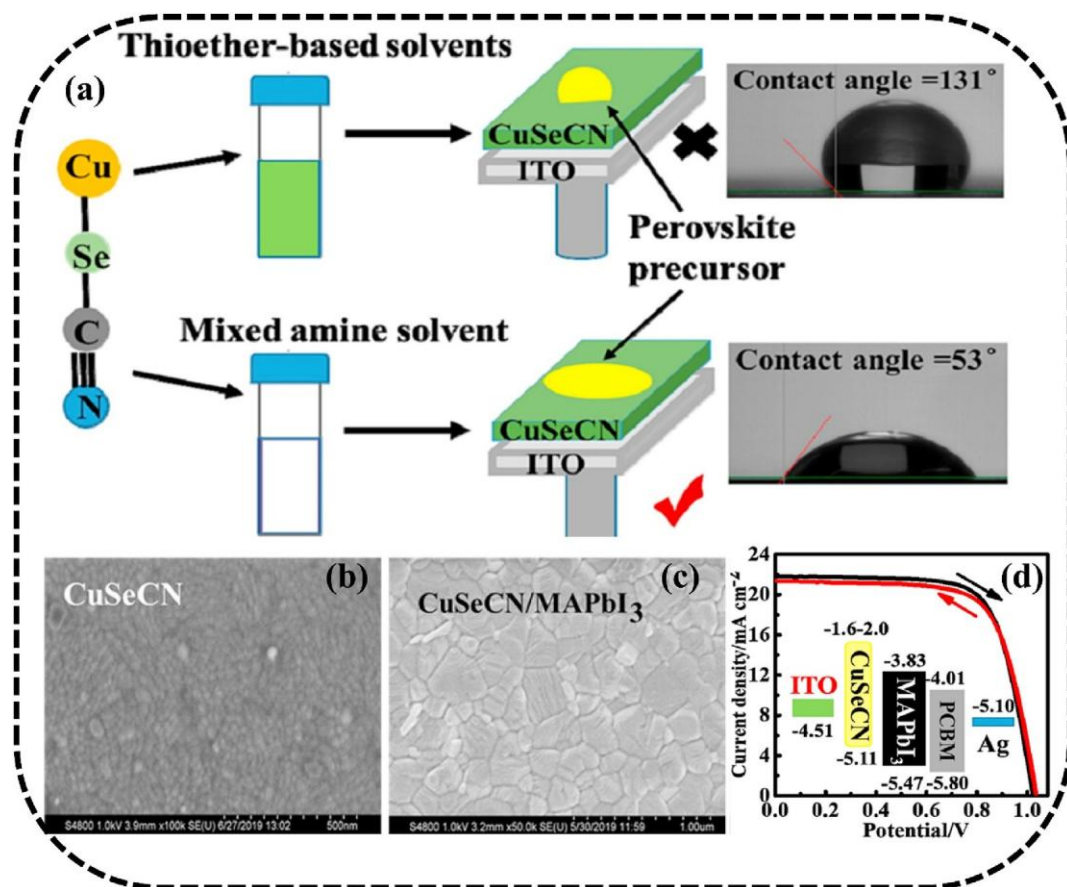 Thioether-based solvents
(a)
Contact angle =131°
Cu
CuSeCN
ITO
Se
Perovskite
precursor
C
Mixed amine solvent
Contact angle =53°
N
CuSeCN
ITO
(b)
CuSeCN
S4800 1.0kV 3.9mm x100k SE(U) 6/27/2019 13:02
500nm
(c)
CuSeCN/MAPbI3
S4800 1.0kV 3.2mm x50.0k SE(U) 5/30/2019 11:59
1.00um
(d)
24
20
16
12
8
4
0
Current density/mA cm⁻²
-1.6-2.0
-3.83
-4.01
-5.10
ITO
-4.51
CuSeCN
-5.11
MAPbI3
-5.47
PCBM
-5.80
Ag
0.0 0.2 0.4 0.6 0.8 1.0
Potential/V